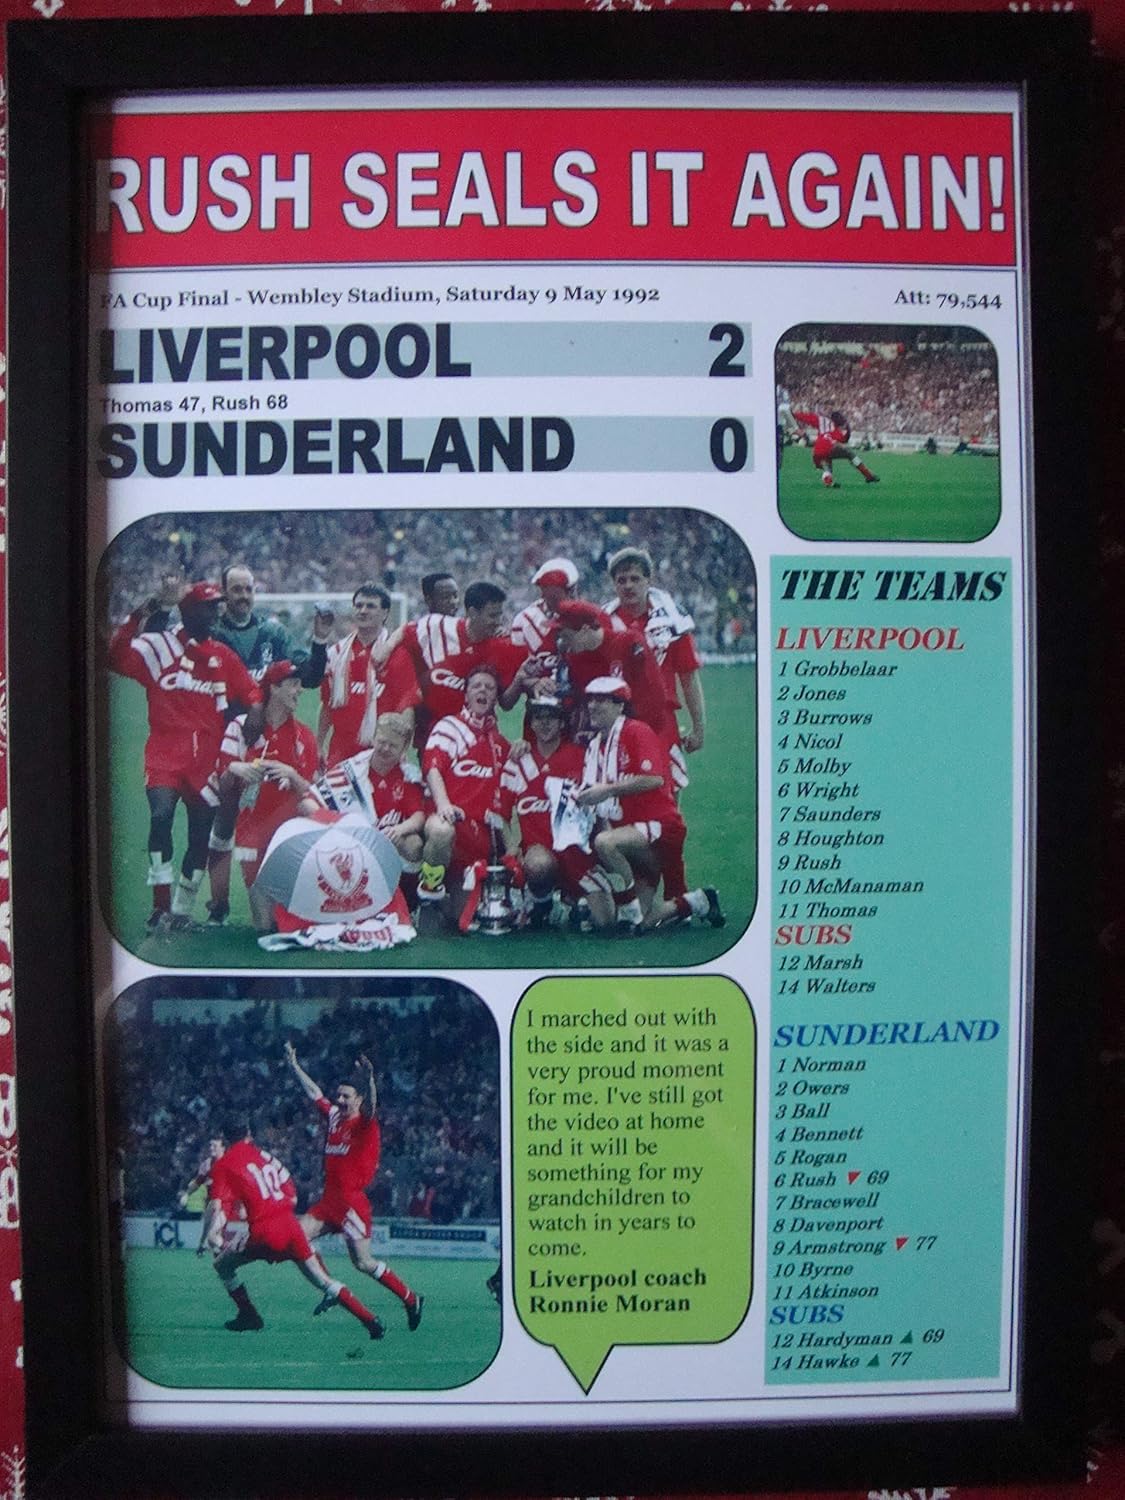 RUSH SEALS IT AGAIN!
FA Cup Final - Wembley Stadium, Saturday 9 May 1992
Att: 79,544
LIVERPOOL 2
Thomas 47, Rush 68
SUNDERLAND 0
THE TEAMS
LIVERPOOL
1 Grobbelaar
2 Jones
3 Burrows
4 Nicol
5 Molby
6 Wright
7 Saunders
8 Houghton
9 Rush
10 McManaman
11 Thomas
SUBS
12 Marsh
14 Walters
SUNDERLAND
1 Norman
2 Owers
3 Ball
4 Bennett
5 Rogan
6 Rush ▼ 69
7 Bracewell
8 Davenport
9 Armstrong ▼ 77
10 Byrne
11 Atkinson
SUBS
12 Hardyman ▲ 69
14 Hawke ▲ 77
I marched out with
the side and it was a
very proud moment
for me. I've still got
the video at home
and it will be
something for my
grandchildren to
watch in years to
come.
Liverpool coach
Ronnie Moran
10
ICL